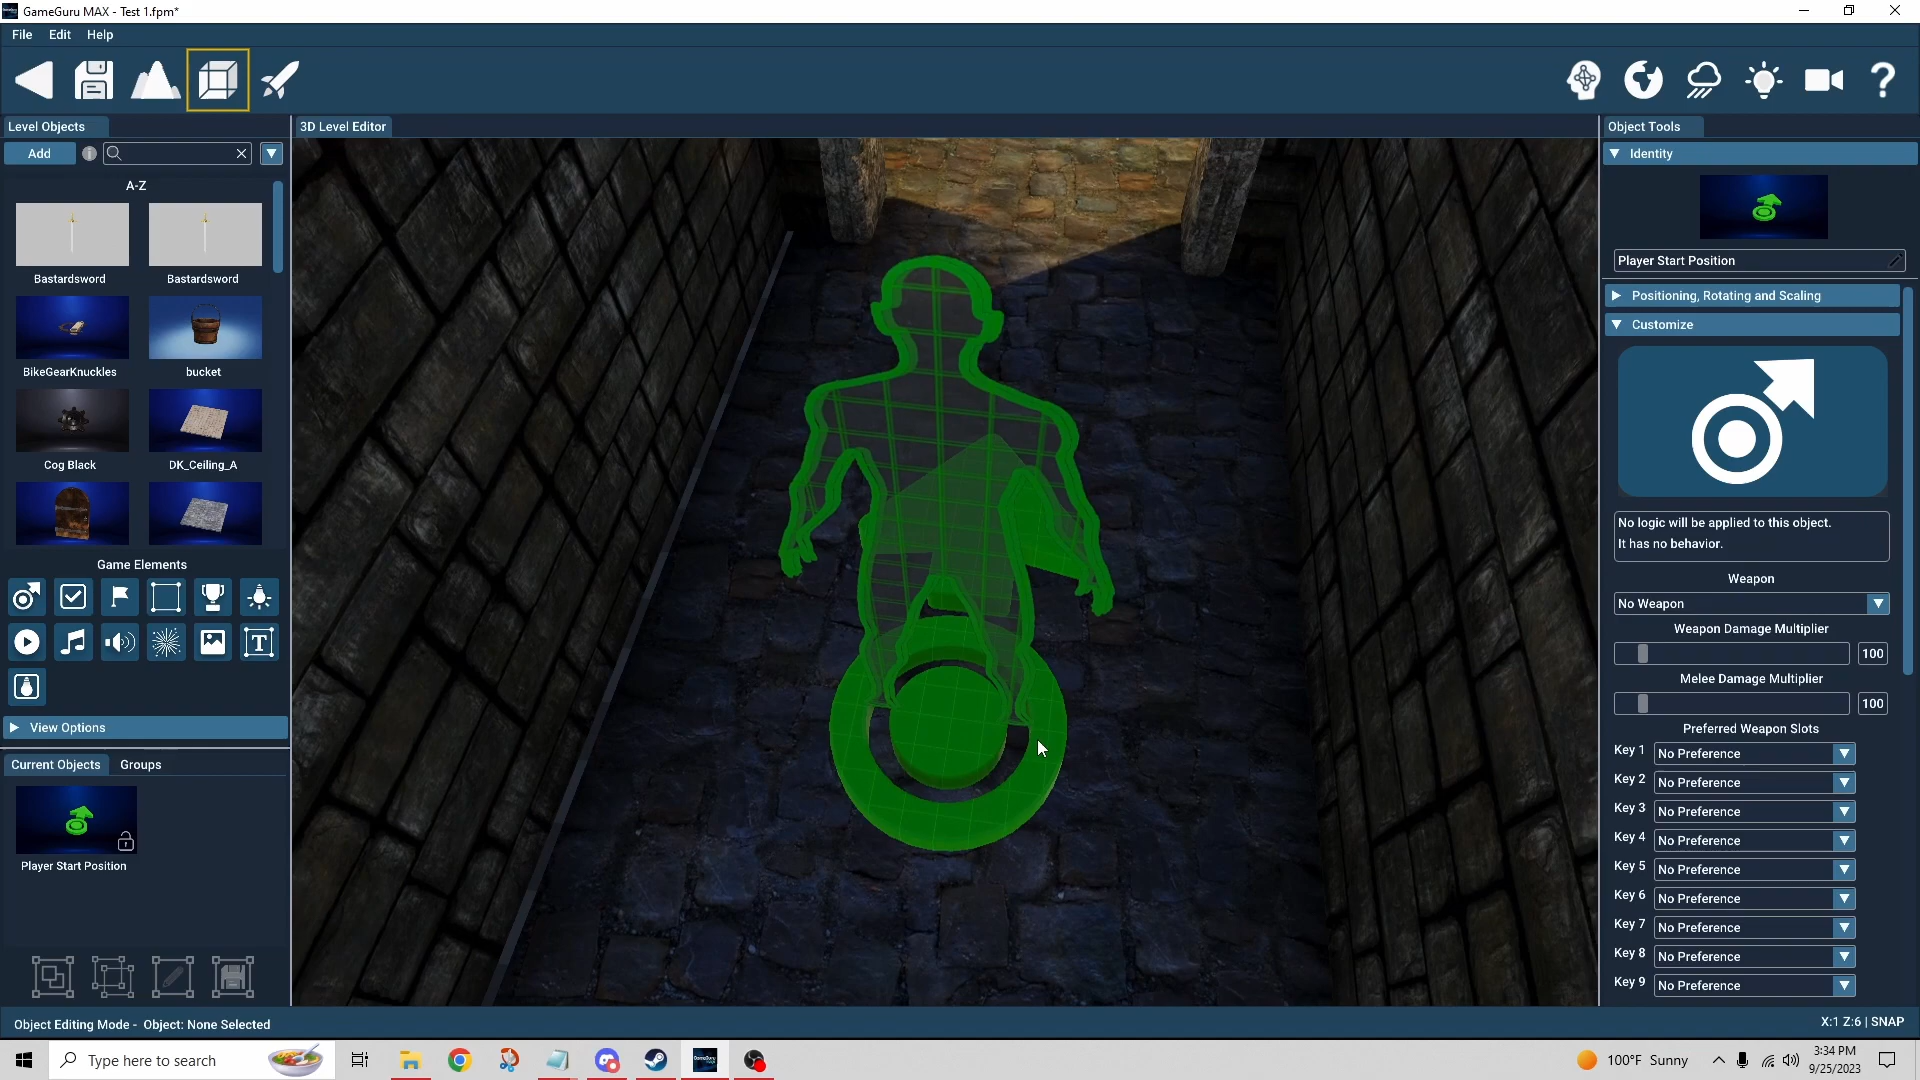 GameGuru MAX - Test 1.fpm*
File Edit Help
Level Objects
3D Level Editor
Object Tools
Add
Identity
A-Z
Bastardsword Bastardsword
BikeGearKnuckles bucket
Cog Black DK_Ceiling_A
Game Elements
View Options
Current Objects Groups
Player Start Position
Player Start Position
Positioning, Rotating and Scaling
Customize
No logic will be applied to this object.
It has no behavior.
Weapon
No Weapon
Weapon Damage Multiplier
100
Melee Damage Multiplier
100
Preferred Weapon Slots
Key 1 No Preference
Key 2 No Preference
Key 3 No Preference
Key 4 No Preference
Key 5 No Preference
Key 6 No Preference
Key 7 No Preference
Key 8 No Preference
Key 9 No Preference
Object Editing Mode - Object: None Selected
X:1 Z:6 | SNAP
Type here to search
100°F Sunny
3:34 PM
9/25/2023